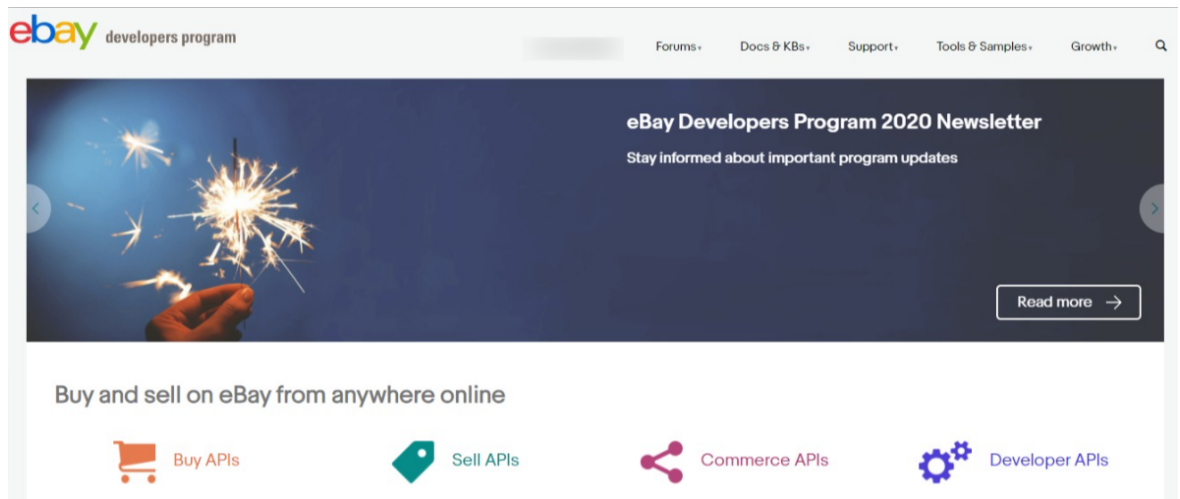 ebay developers program
Forums Docs & KBs Support Tools & Samples Growth
eBay Developers Program 2020 Newsletter
Stay informed about important program updates
Read more →
Buy and sell on eBay from anywhere online
Buy APIs Sell APIs Commerce APIs Developer APIs